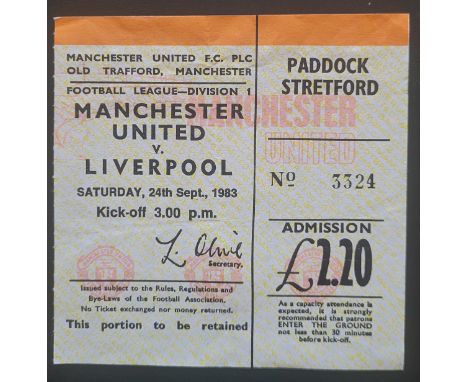 MANCHESTER UNITED F.C. PLC
OLD TRAFFORD, MANCHESTER
FOOTBALL LEAGUE—DIVISION 1
MANCHESTER
UNITED
v.
LIVERPOOL
SATURDAY, 24th Sept., 1983
Kick-off 3.00 p.m.
L. Olive
Secretary.
Issued subject to the Rules, Regulations and
Bye-Laws of the Football Association.
No Ticket exchanged nor money returned.
This portion to be retained
PADDOCK
STRETFORD
MANCHESTER
UNITED
No 3324
ADMISSION
£2.20
As a capacity attendance is
expected, it is strongly
recommended that patrons
ENTER THE GROUND
not less than 30 minutes
before kick-off.